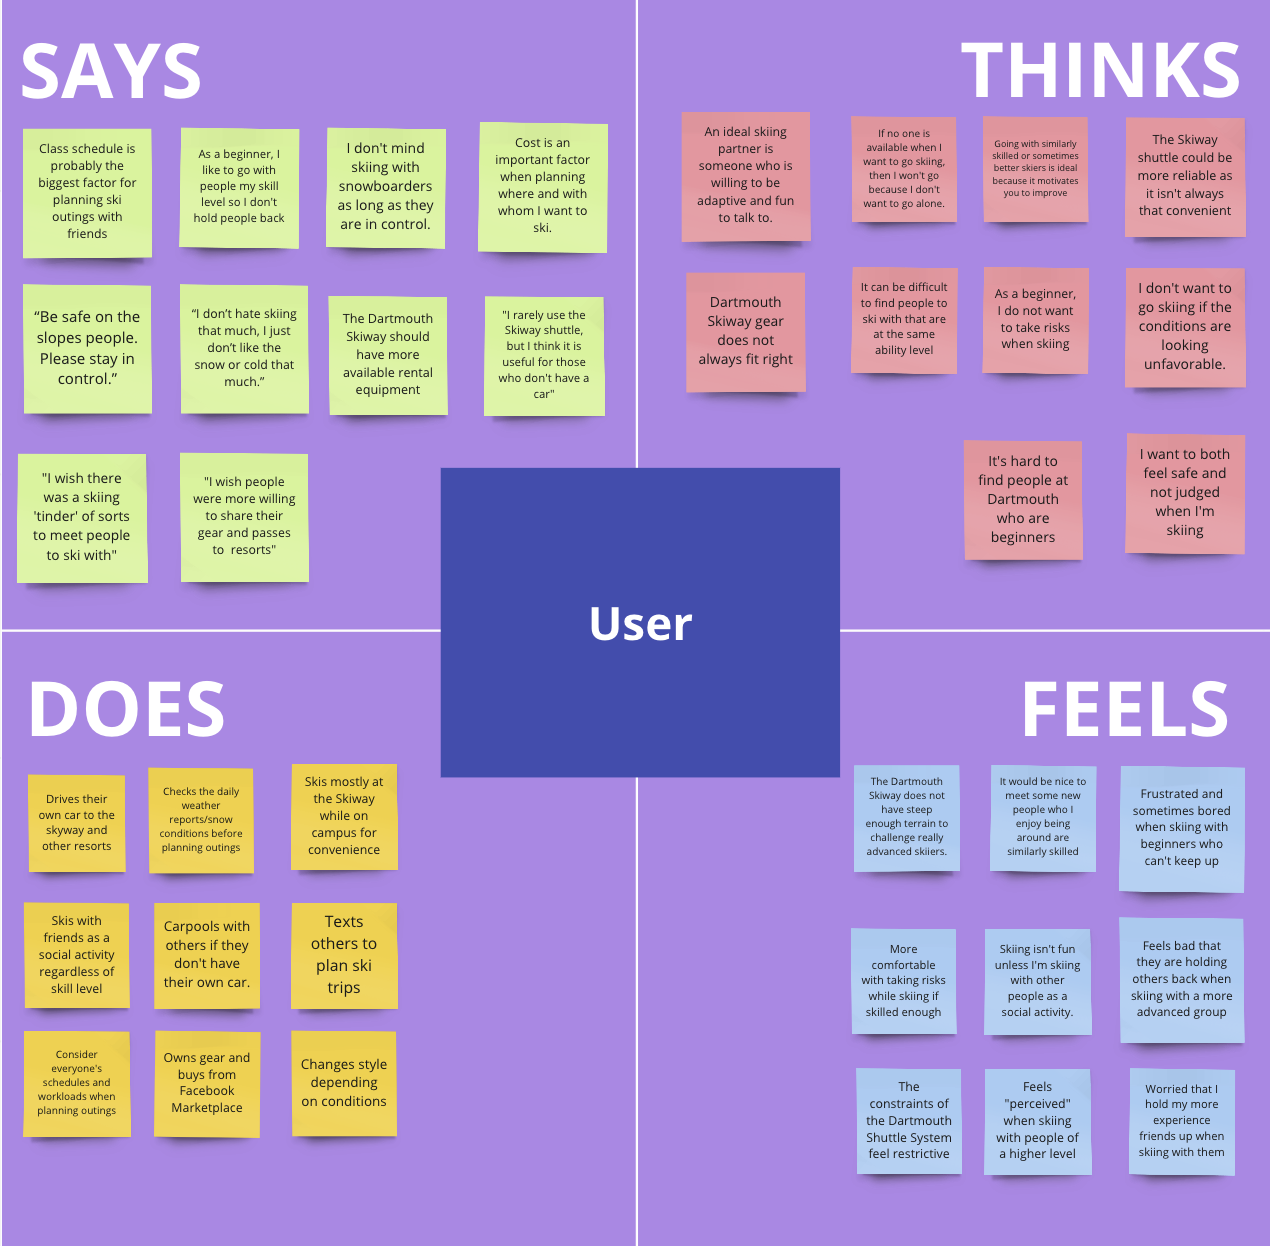 SAYS
Class schedule is
probably the
biggest factor for
planning ski
outings with
friends
As a beginner, I
like to go with
people my skill
level so I don't
hold people back
I don't mind
skiing with
snowboarders
as long as they
are in control.
Cost is an
important factor
when planning
where and with
whom I want to
ski.
“Be safe on the
slopes people.
Please stay in
control.”
“I don’t hate skiing
that much, I just
don’t like the
snow or cold that
much.”
The Dartmouth
Skiway should
have more
available rental
equipment
"I rarely use the
Skiway shuttle,
but I think it is
useful for those
who don't have a
car"
"I wish there
was a skiing
'tinder' of sorts
to meet people
to ski with"
"I wish people
were more willing
to share their
gear and passes
to resorts"
THINKS
An ideal skiing
partner is
someone who is
willing to be
adaptive and fun
to talk to.
If no one is
available when I
want to go skiing,
then I won't go
because I don't
want to go alone.
Going with similarly
skilled or sometimes
better skiers is ideal
because it motivates
you to improve
The Skiway
shuttle could be
more reliable as
it isn't always
that convenient
Dartmouth
Skiway gear
does not
always fit right
It can be difficult
to find people to
ski with that are
at the same
ability level
As a beginner,
I do not want
to take risks
when skiing
I don't want to
go skiing if the
conditions are
looking
unfavorable.
It's hard to
find people at
Dartmouth
who are
beginners
I want to both
feel safe and
not judged
when I'm
skiing
User
DOES
Drives their
own car to the
skyway and
other resorts
Checks the daily
weather
reports/snow
conditions before
planning outings
Skis mostly at
the Skiway
while on
campus for
convenience
Skis with
friends as a
social activity
regardless of
skill level
Carpools with
others if they
don't have
their own car.
Texts
others to
plan ski
trips
Consider
everyone's
schedules and
workloads when
planning outings
Owns gear and
buys from
Facebook
Marketplace
Changes style
depending
on conditions
FEELS
The Dartmouth
Skiway does not
have steep
enough terrain to
challenge really
advanced skiiers.
It would be nice to
meet some new
people who I
enjoy being
around are
similarly skilled
Frustrated and
sometimes bored
when skiing with
beginners who
can't keep up
More
comfortable
with taking risks
while skiing if
skilled enough
Skiing isn't fun
unless I'm skiing
with other
people as a
social activity.
Feels bad that
they are holding
others back when
skiing with a more
advanced group
The
constraints of
the Dartmouth
Shuttle System
feel restrictive
Feels
"perceived"
when skiing
with people of
a higher level
Worried that I
hold my more
experience
friends up when
skiing with them